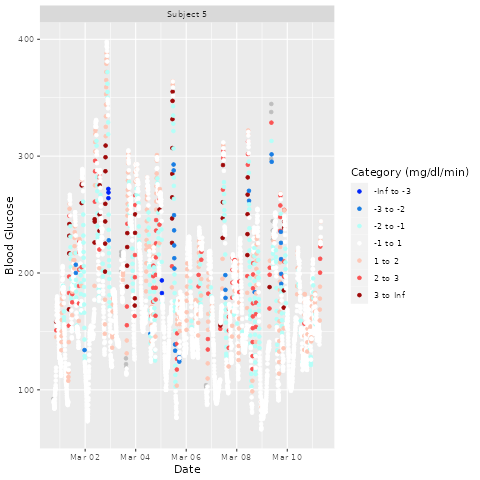 Subject 5
400
300
200
100
Blood Glucose
Mar 02
Mar 04
Mar 06
Mar 08
Mar 10
Date
Category (mg/dl/min)
-Inf to -3
-3 to -2
-2 to -1
-1 to 1
1 to 2
2 to 3
3 to Inf